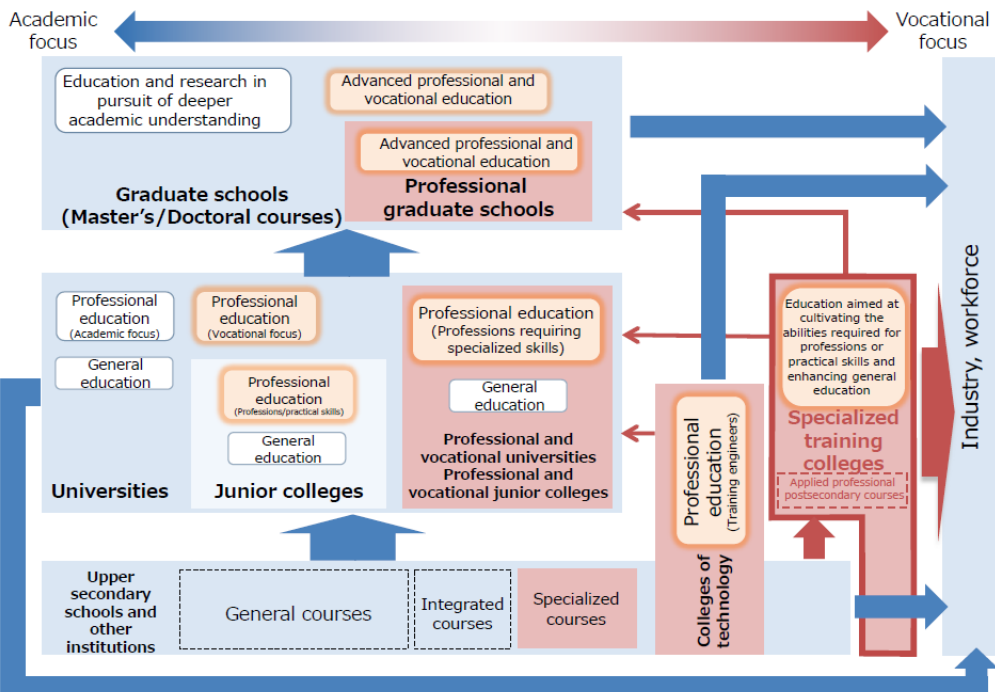 Academic
focus
Vocational
focus
Education and research in
pursuit of deeper
academic understanding
Advanced professional and
vocational education
Advanced professional and
vocational education
Graduate schools
(Master's/Doctoral courses)
Professional
graduate schools
Professional
education
(Academic focus)
General
education
Professional
education
(Vocational focus)
Professional
education
(Professions/practical skills)
General
education
Professional education
(Professions requiring
specialized skills)
General
education
Professional and
vocational universities
Professional and
vocational junior colleges
Universities
Junior colleges
Professional
education
(Training engineers)
Colleges of
technology
Education aimed at
cultivating the
abilities required for
professions or
practical skills and
enhancing general
education
Specialized
training
colleges
Applied professional
postsecondary courses
Industry, workforce
Upper
secondary
schools and
other
institutions
General courses
Integrated
courses
Specialized
courses